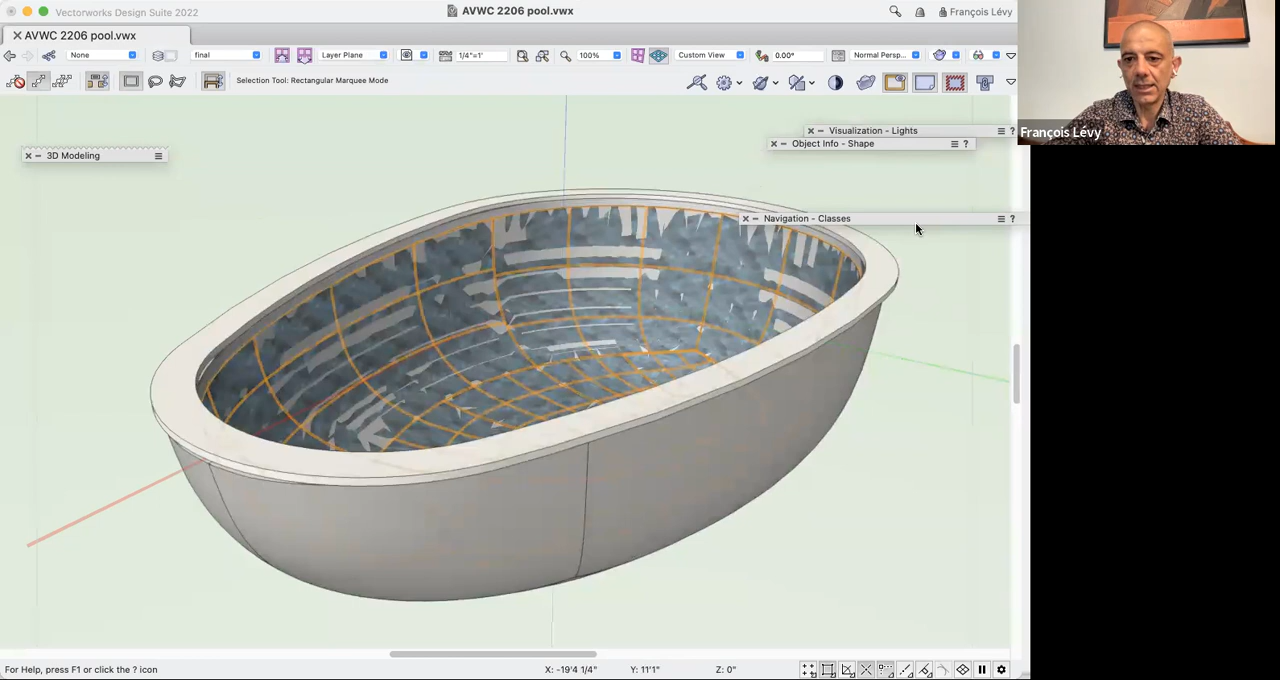 Vectorworks Design Suite 2022
AVWC 2206 pool.vwx
François Lévy
AVWC 2206 pool.vwx
None
final
Layer Plane
1/4"=1'
100%
Custom View
0.00°
Normal Persp...
Selection Tool: Rectangular Marquee Mode
3D Modeling
Visualization - Lights
?
Object Info - Shape
?
Navigation - Classes
?
François Lévy
For Help, press F1 or click the ? icon
X: -19'4 1/4"
Y: 11'1"
Z: 0"